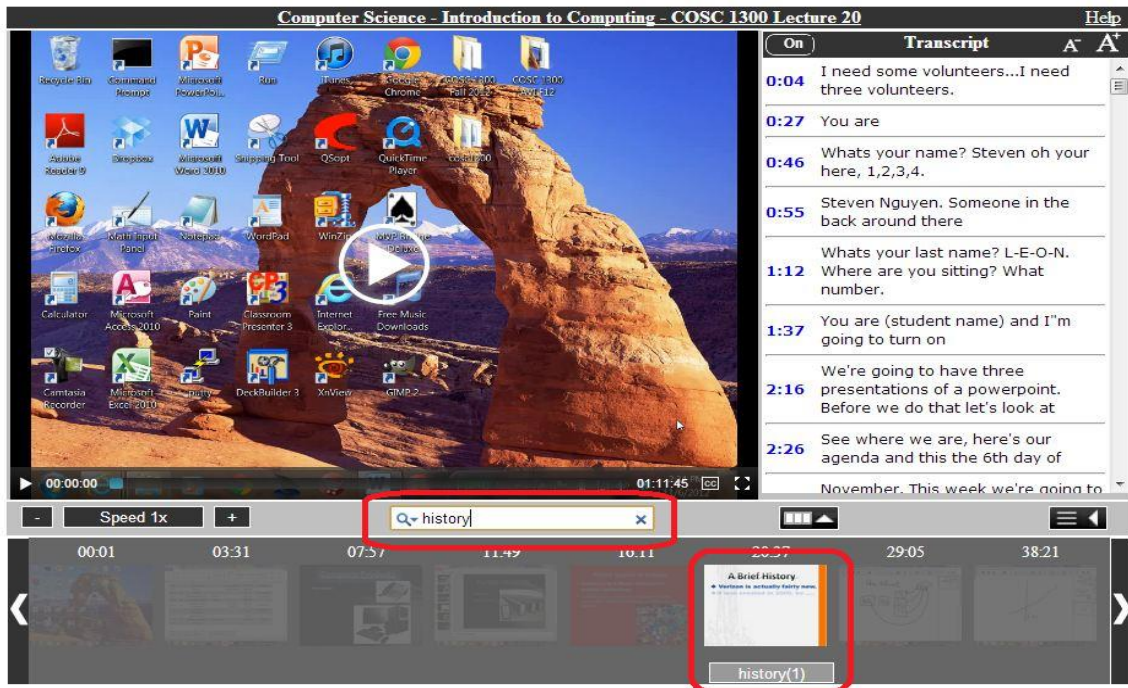 Computer Science - Introduction to Computing - COSC 1300 Lecture 20
Help
Recycle Bin
Command Prompt
Microsoft PowerPoi...
Run
iTunes
Google Chrome
COSC 1300 Fall 2012
COSC 1300
Adobe Reader 9
Dropbox
Microsoft Word 2010
Snipping Tool
QSopt
QuickTime Player
cosc1300
Mozilla Firefox
Math Input Panel
Notepad
WordPad
WinZip
Calculator
Microsoft Access 2010
Paint
Classroom Presenter 3
Internet Explor...
Free Music Downloads
Camtasia Recorder
Microsoft Excel 2010
putty
DeckBuilder 3
XnView
GIMP 2
00:00:00
01:11:45
CC
On
Transcript
A-
A+
0:04
I need some volunteers...I need
three volunteers.
0:27
You are
0:46
Whats your name? Steven oh your
here, 1,2,3,4.
0:55
Steven Nguyen. Someone in the
back around there
1:12
Whats your last name? L-E-O-N.
Where are you sitting? What
number.
1:37
You are (student name) and I"m
going to turn on
2:16
We're going to have three
presentations of a powerpoint.
Before we do that let's look at
2:26
See where we are, here's our
agenda and this the 6th day of
November. This week we're going to
-
Speed 1x
+
history
00:01
03:31
07:57
11:49
16:11
20:37
29:05
38:21
A Brief History
Verizon is actually fairly new.
history(1)